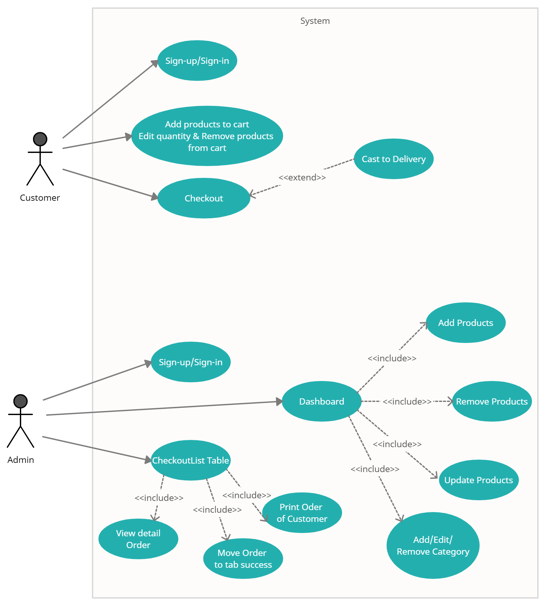 System
Sign-up/Sign-in
Add products to cart
Edit quantity & Remove products
from cart
Cast to Delivery
<<extend>>
Checkout
Customer
Add Products
Sign-up/Sign-in
<<include>>
Dashboard
<<include>>
Remove Products
Admin
CheckoutList Table
<<include>>
<<include>>
Update Products
<<include>>
<<include>>
<<include>>
Print Oder
of Customer
View detail
Order
Move Order
to tab success
Add/Edit/
Remove Category